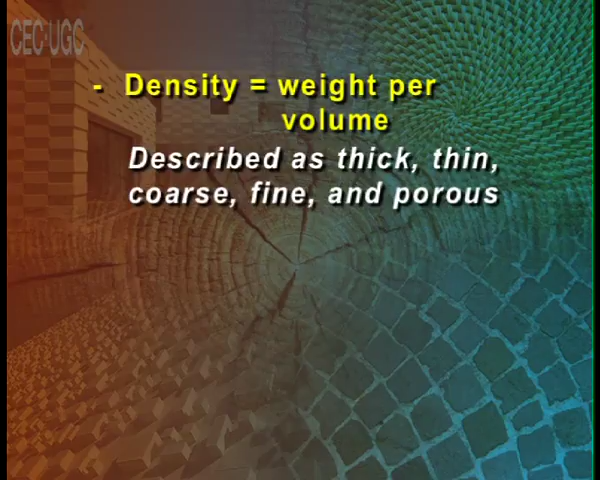 CEC-UGC
- Density = weight per
volume
Described as thick, thin,
coarse, fine, and porous